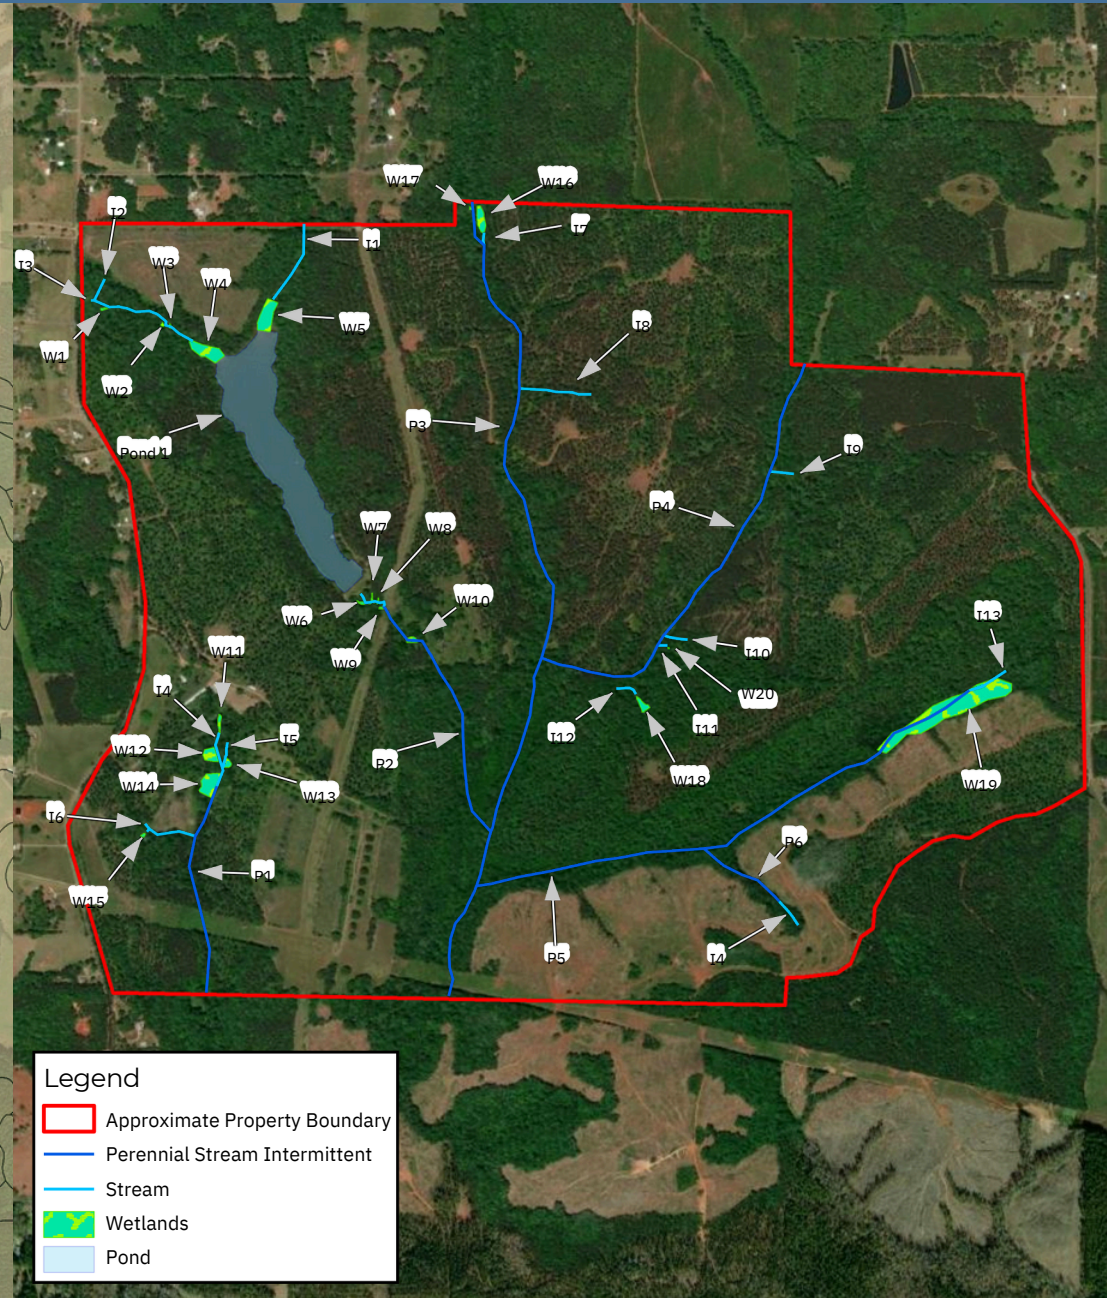 W17
W16
I2
I7
I1
I3
W3
W4
W5
I8
W1
W2
P3
Pond 1
I9
P4
W7
W8
W10
W6
I13
W9
W11
I10
I4
W20
I5
I12
I11
W12
P2
W18
W14
W13
W19
I6
P6
P1
W15
P5
I4
Legend
Approximate Property Boundary
Perennial Stream Intermittent
Stream
Wetlands
Pond